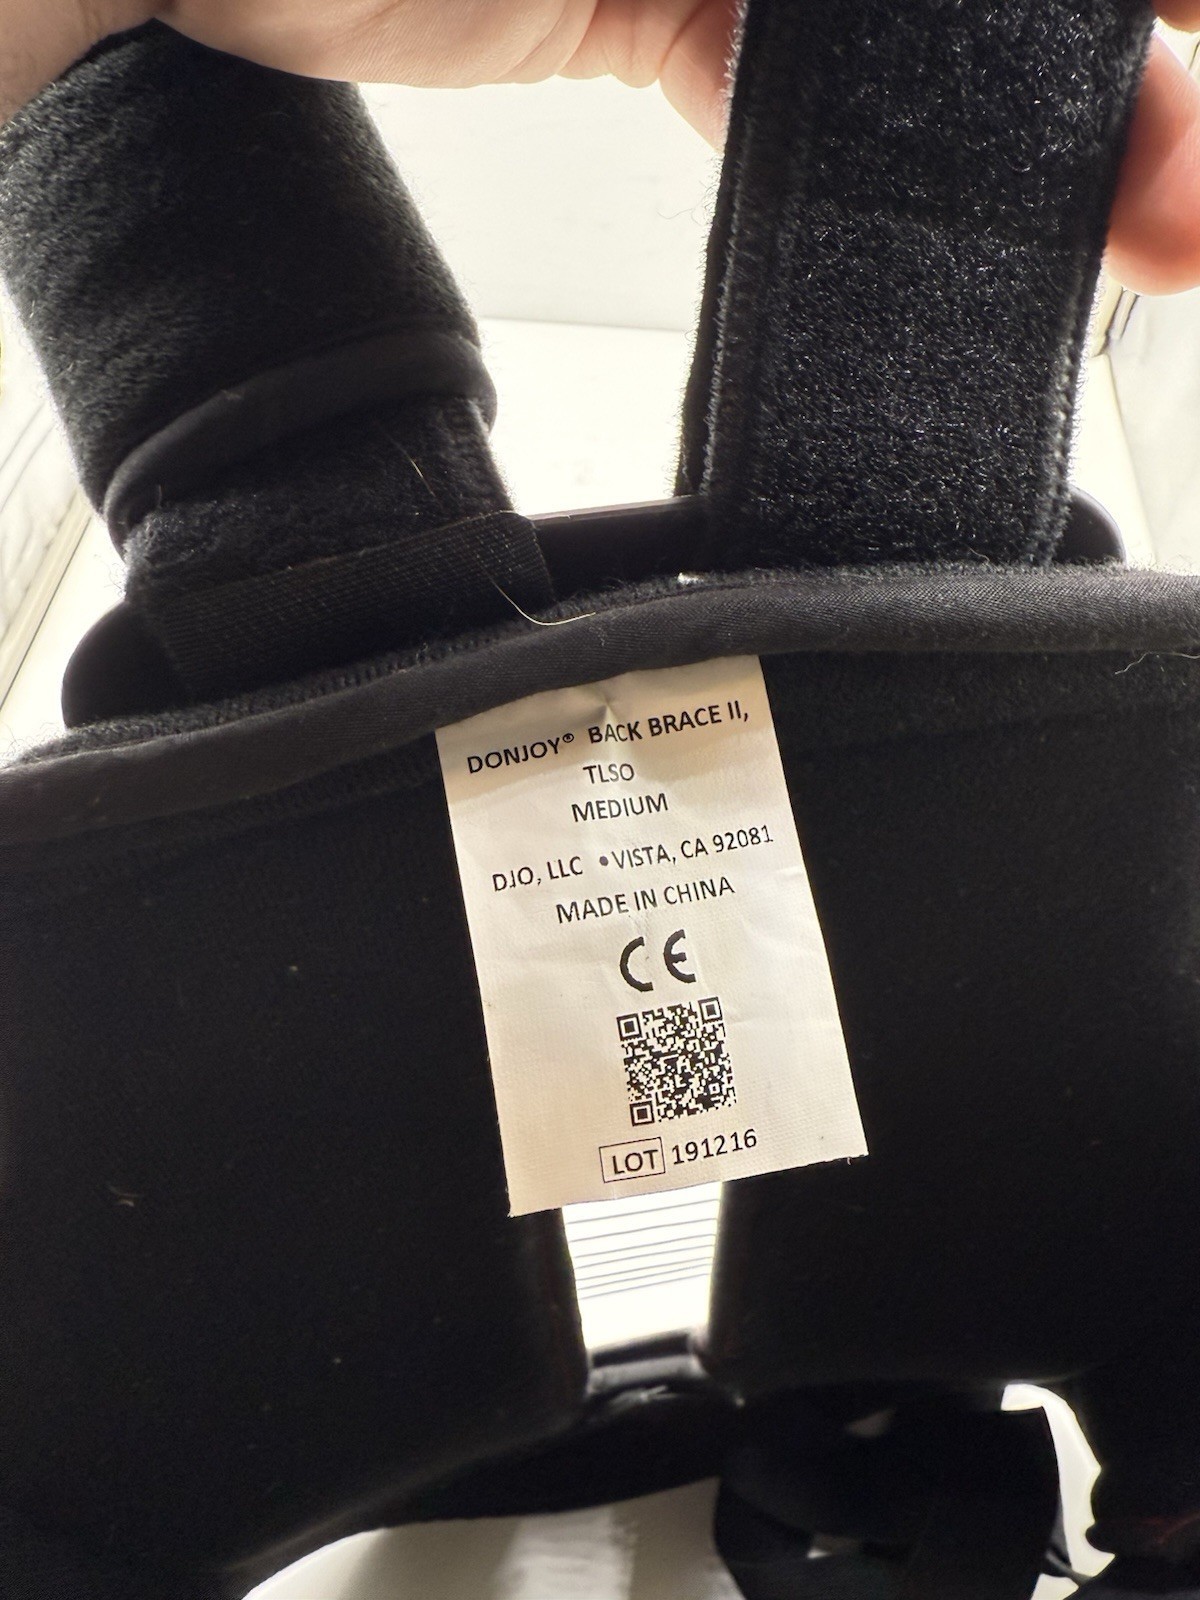 DONJOY® BACK BRACE II,
TLSO
MEDIUM
DJO, LLC •VISTA, CA 92081
MADE IN CHINA
CE
LOT 191216